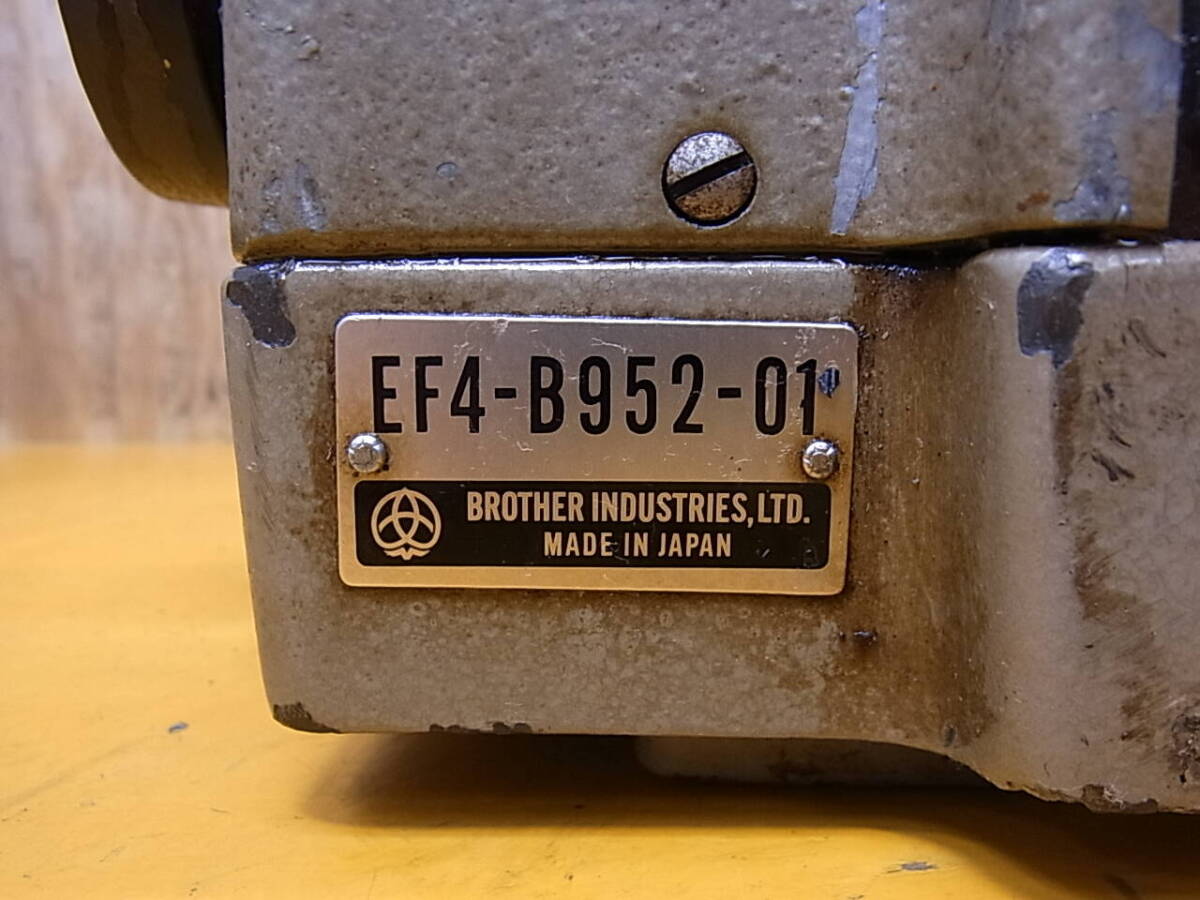 EF4-B952-01
BROTHER INDUSTRIES,LTD.
MADE IN JAPAN